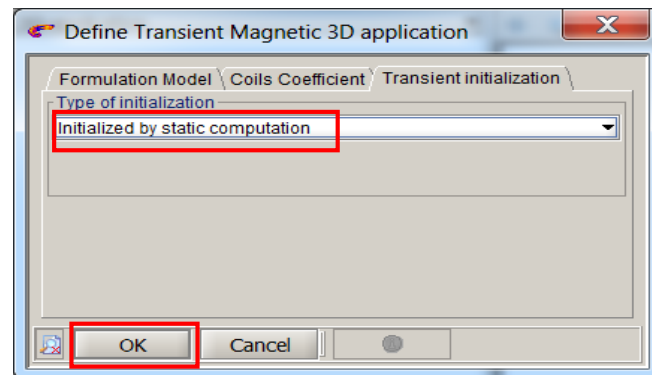 Define Transient Magnetic 3D application
Formulation Model Coils Coefficient Transient initialization
Type of initialization
Initialized by static computation
OK Cancel